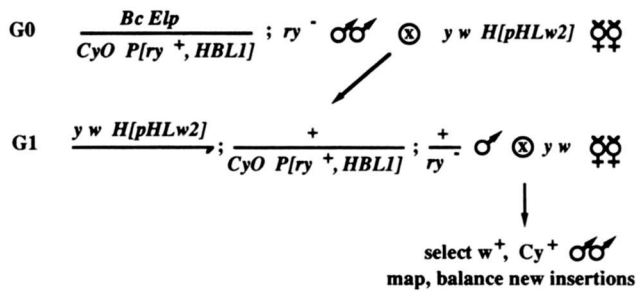 G0 Bc Elp / CyO P[ry +, HBL1] ; ry - ♂♂ ⊗ y w H[pHLw2] ☿☿
G1 y w H[pHLw2] ; + / CyO P[ry +, HBL1] ; + / ry - ♂ ⊗ y w ☿☿
select w+, Cy+ ♂♂
map, balance new insertions